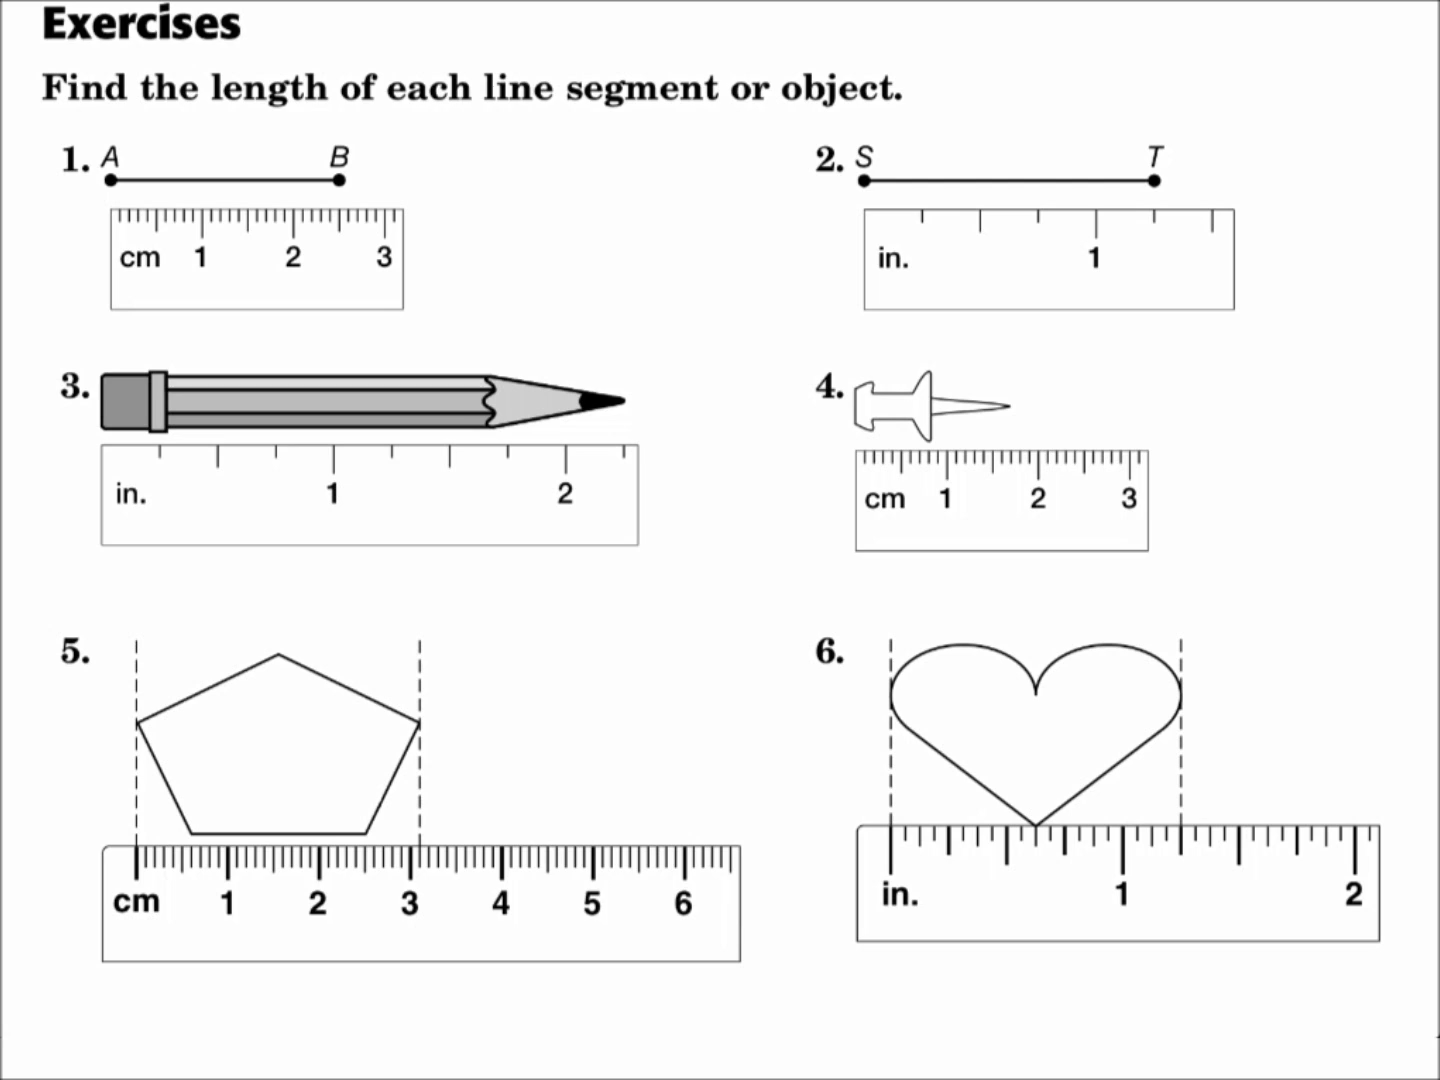 Exercises
Find the length of each line segment or object.
1. A B
2. S T
cm 1 2 3
in. 1
3.
4.
in. 1 2
cm 1 2 3
5.
6.
cm 1 2 3 4 5 6
in. 1 2